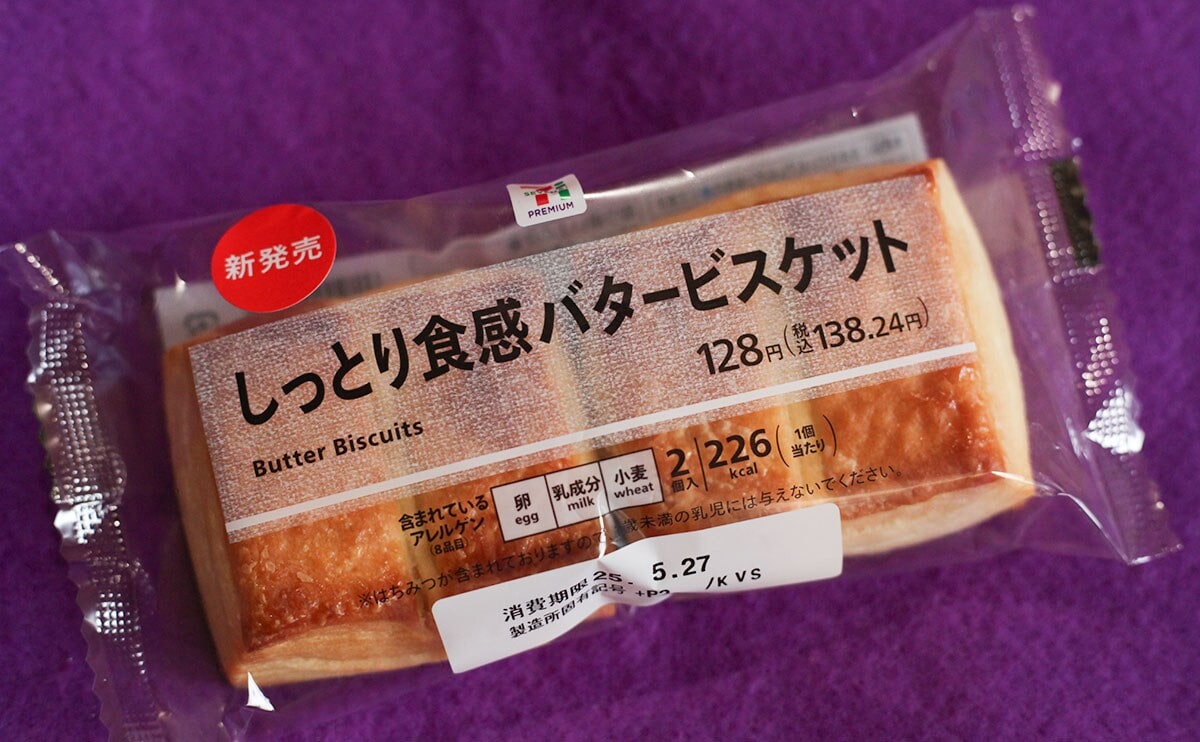 新発売
SEVEN
PREMIUM
しっとり食感バタービスケット
Butter Biscuits
128円(税込138.24円)
含まれている
アレルゲン
(8品目)
卵 乳成分 小麦
egg milk wheat
2個入
226kcal(1個当たり)
※はちみつが含まれておりますので 歳未満の乳児には与えないでください。
消費期限 25. 5.27
製造所固有記号 +P /KVS